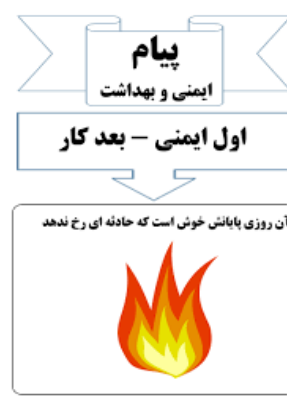 پیام
ایمنی و بهداشت
اول ایمنی – بعد کار
آن روزی پایانش خوش است که حادثه ای رخ ندهد